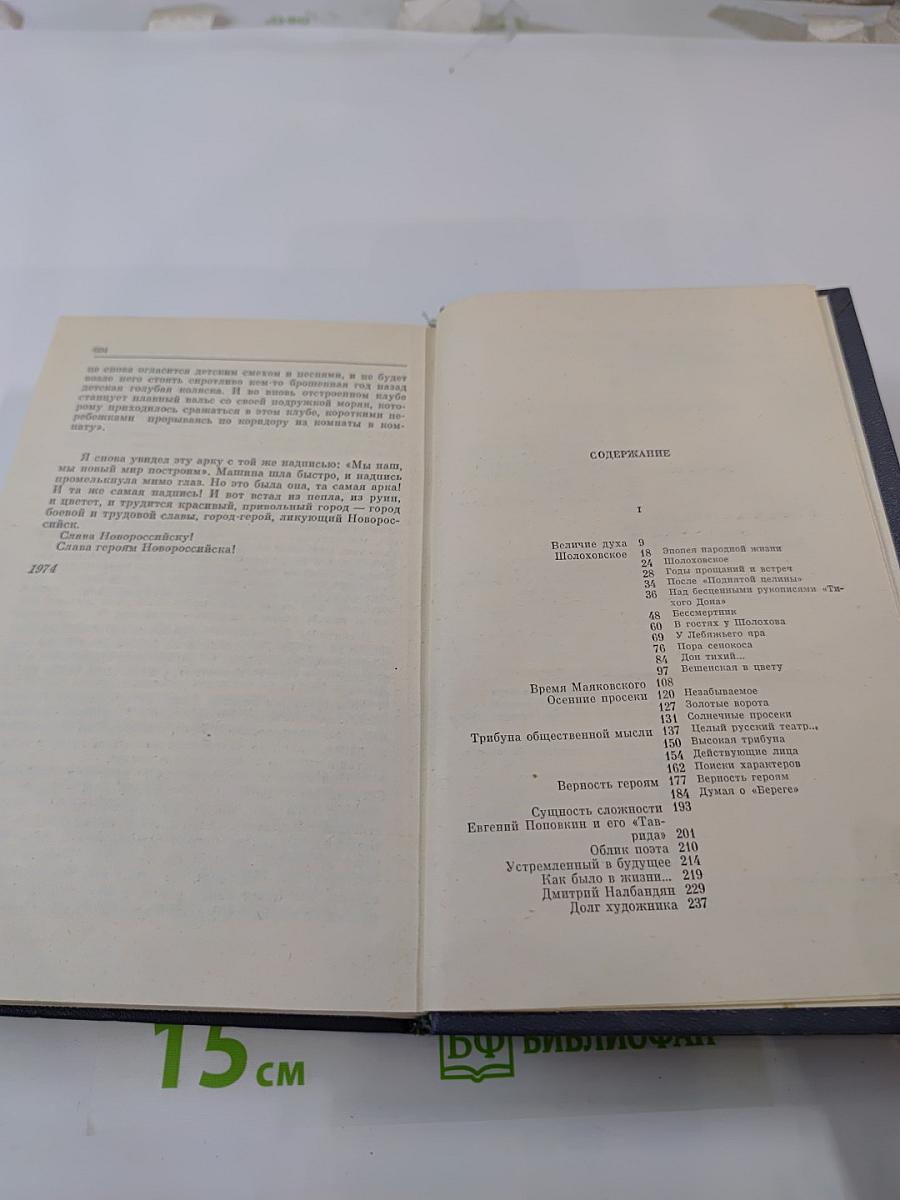 не снова огласится детским смехом и песнями, и не будет
возле него стоять сиротливо кем-то брошенная год назад
детская голубая коляска. И во вновь отстроенном клубе
станцует плавный вальс со своей подружкой моряк, кото-
рому приходилось сражаться в этом клубе, короткими пе-
ребежками прорываясь по коридору из комнаты в ком-
нату».
Я снова увидел эту арку с той же надписью: «Мы наш,
мы новый мир построим». Машина шла быстро, и надпись
промелькнула мимо глаз. Но это была она, та самая арка!
И та же самая надпись! И вот встал из пепла, из руин,
и цветет, и трудится красивый, привольный город — город
боевой и трудовой славы, город-герой, ликующий Новорос-
сийск.
Слава Новороссийску!
Слава героям Новороссийска!
1974
СОДЕРЖАНИЕ
I
Величие духа 9
Шолоховское 18 Эпопея народной жизни
24 Шолоховское
28 Годы прощаний и встреч
34 После «Поднятой целины»
36 Над бесценными рукописями «Ти-
хого Дона»
48 Бессмертник
60 В гостях у Шолохова
69 У Лебяжьего яра
76 Пора сенокоса
84 Дон тихий...
97 Вешенская в цвету
Время Маяковского 108
Осенние просеки 120 Незабываемое
127 Золотые ворота
131 Солнечные просеки
Трибуна общественной мысли 137 Целый русский театр...
150 Высокая трибуна
154 Действующие лица
162 Поиски характеров
Верность героям 177 Верность героям
184 Думая о «Береге»
Сущность сложности 193
Евгений Поповкин и его «Тав-
рида» 201
Облик поэта 210
Устремленный в будущее 214
Как было в жизни... 219
Дмитрий Налбандян 229
Долг художника 237
15 см
БФ БИБЛИОФАН